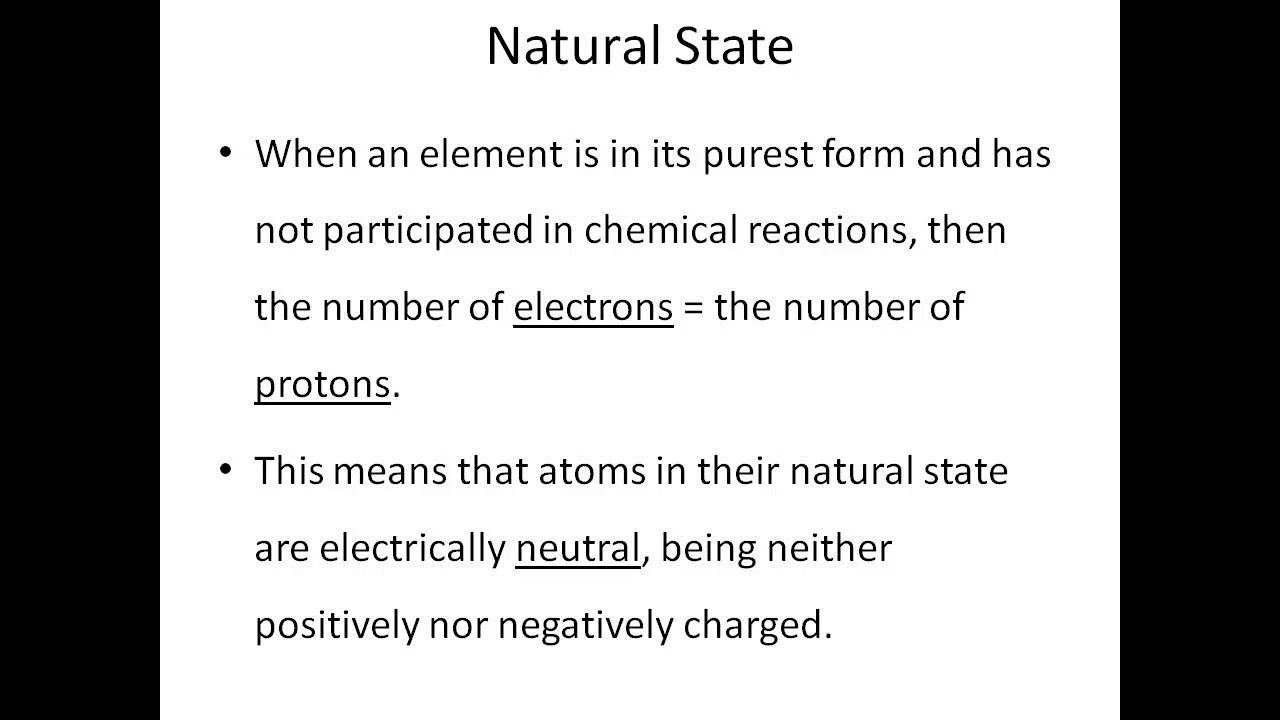 Natural State
• When an element is in its purest form and has
not participated in chemical reactions, then
the number of electrons = the number of
protons.
• This means that atoms in their natural state
are electrically neutral, being neither
positively nor negatively charged.